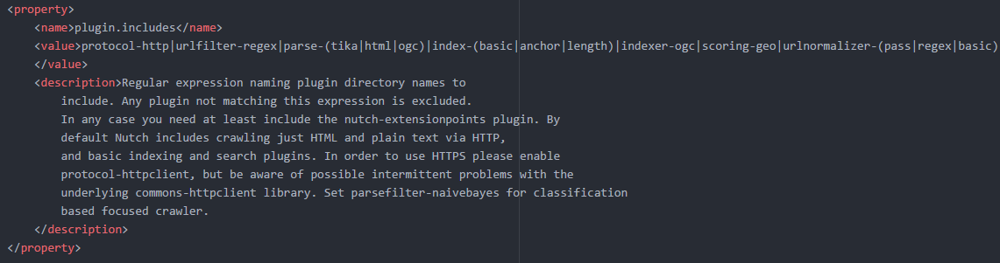 <property>
<name>plugin.includes</name>
<value>protocol-http|urlfilter-regex|parse-(tika|html|ogc)|index-(basic|anchor|length)|indexer-ogc|scoring-geo|urlnormalizer-(pass|regex|basic)
</value>
<description>Regular expression naming plugin directory names to
include. Any plugin not matching this expression is excluded.
In any case you need at least include the nutch-extensionpoints plugin. By
default Nutch includes crawling just HTML and plain text via HTTP,
and basic indexing and search plugins. In order to use HTTPS please enable
protocol-httpclient, but be aware of possible intermittent problems with the
underlying commons-httpclient library. Set parsefilter-naivebayes for classification
based focused crawler.
</description>
</property>